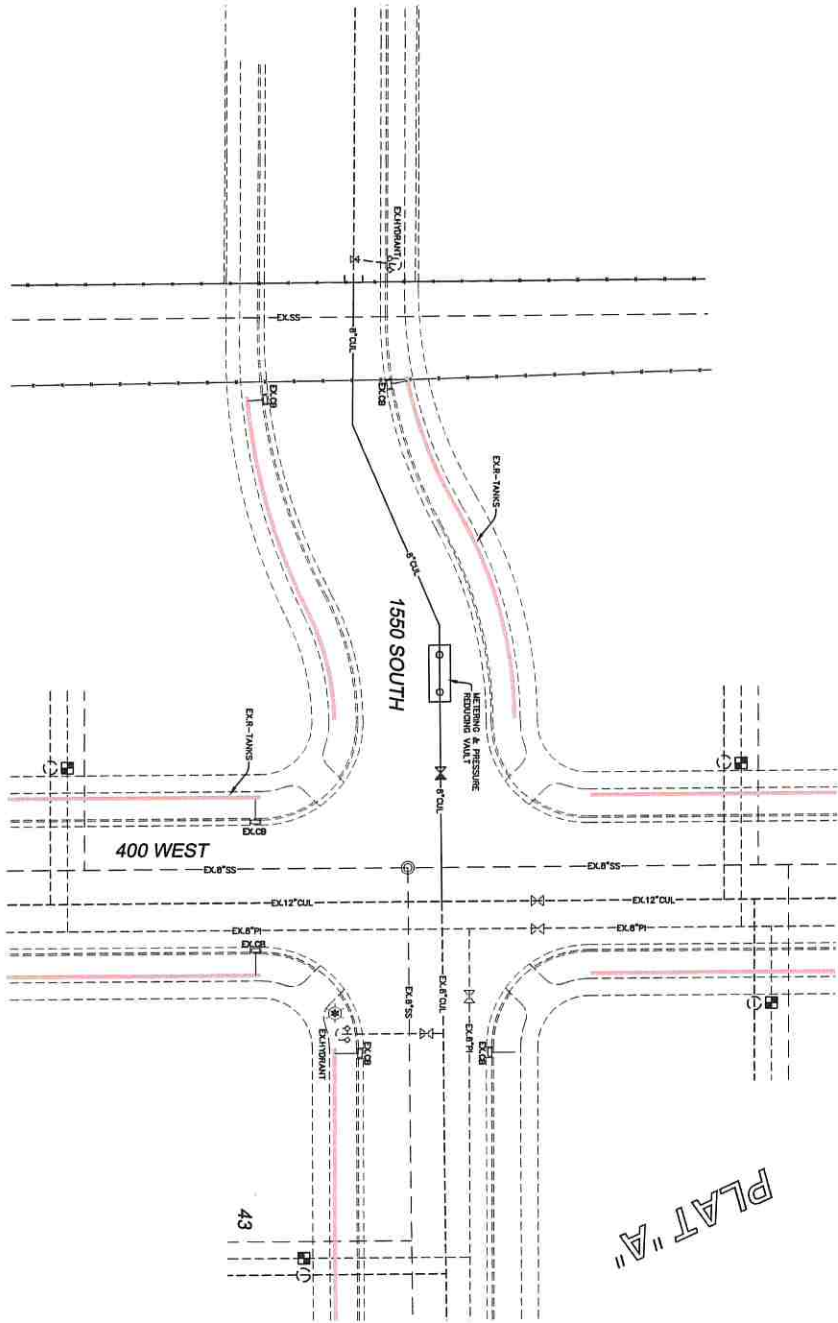 EX.HYDRANT
EX.SS
8"CUL
EX.CB
EX.CB
EX.R-TANKS
8"CUL
1550 SOUTH
METERING & PRESSURE
REDUCING VAULT
EX.R-TANKS
8"CUL
EX.CB
400 WEST
EX.8"SS
EX.8"SS
EX.12"CUL
EX.12"CUL
EX.8"PI
EX.8"PI
EX.CB
EX.8"SS
EX.8"CUL
EX.8"PI
EX.HYDRANT
EX.CB
EX.CB
43
PLAT "A"